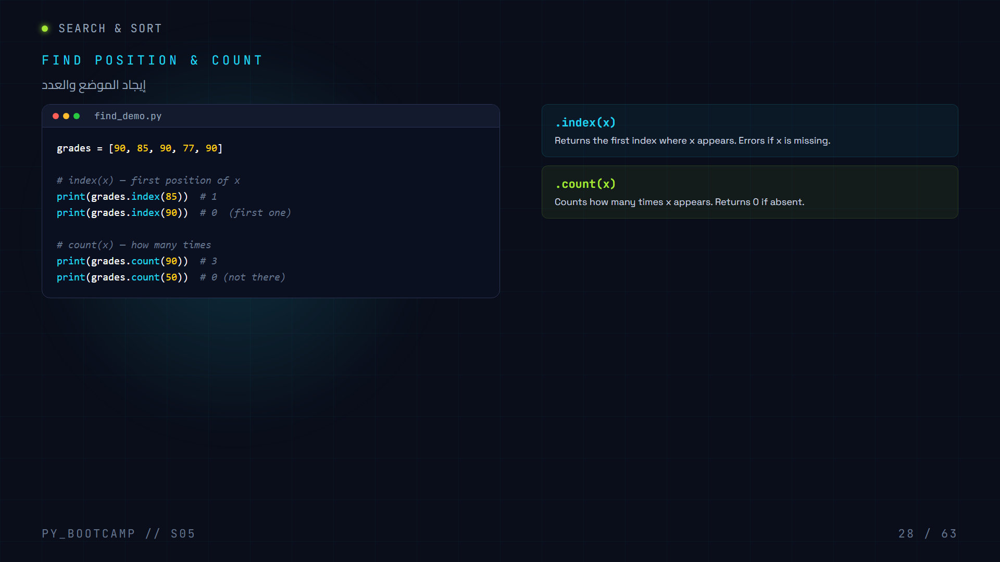 SEARCH & SORT
FIND POSITION & COUNT
إيجاد الموضع والعدد
find_demo.py
grades = [90, 85, 90, 77, 90]
# index(x) — first position of x
print(grades.index(85))  # 1
print(grades.index(90))  # 0  (first one)
# count(x) — how many times
print(grades.count(90))  # 3
print(grades.count(50))  # 0 (not there)
.index(x)
Returns the first index where x appears. Errors if x is missing.
.count(x)
Counts how many times x appears. Returns 0 if absent.
PY_BOOTCAMP // S05
28 / 63